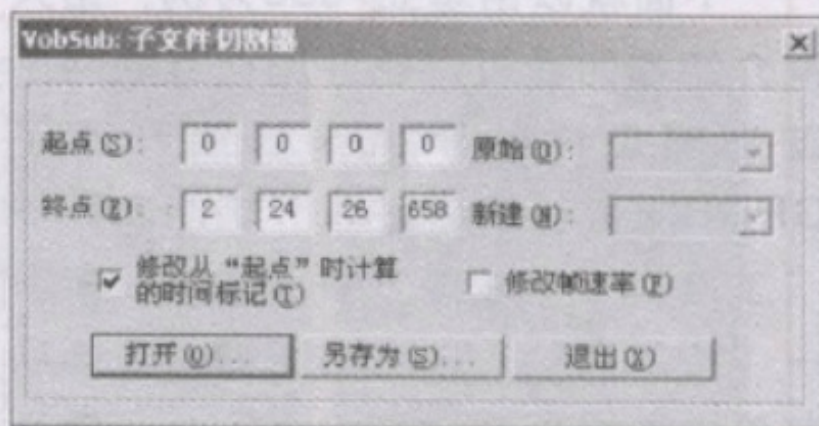 VobSub: 子文件切割器
起点(S): 0 0 0 0 原始(O):
终点(E): 2 24 26 658 新建(N):
修改从“起点”时计算
的时间标记(T)
修改帧速率(F)
打开(O)... 另存为(S)... 退出(X)